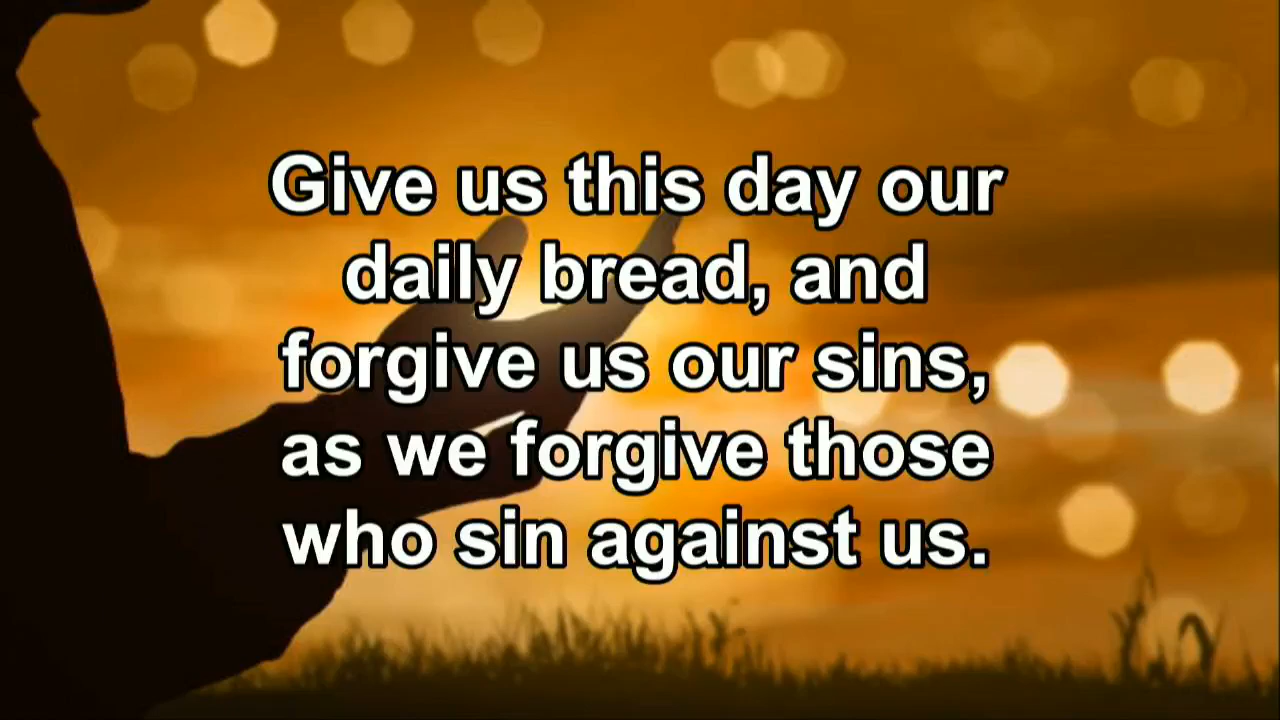 Give us this day our
daily bread, and
forgive us our sins,
as we forgive those
who sin against us.